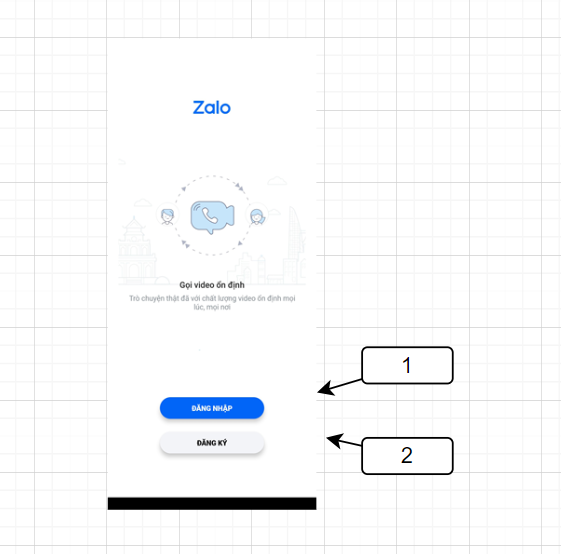 Zalo
Gọi video ổn định
Trò chuyện thật đã với chất lượng video ổn định mọi
lúc, mọi nơi
1
ĐĂNG NHẬP
ĐĂNG KÝ
2